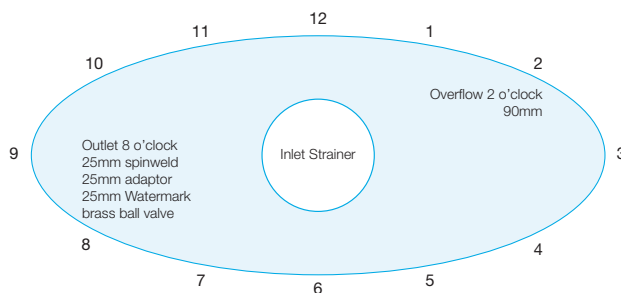 12
11
1
10
2
Overflow 2 o’clock
90mm
9
Inlet Strainer
3
Outlet 8 o’clock
25mm spinweld
25mm adaptor
25mm Watermark
brass ball valve
8
4
7
5
6